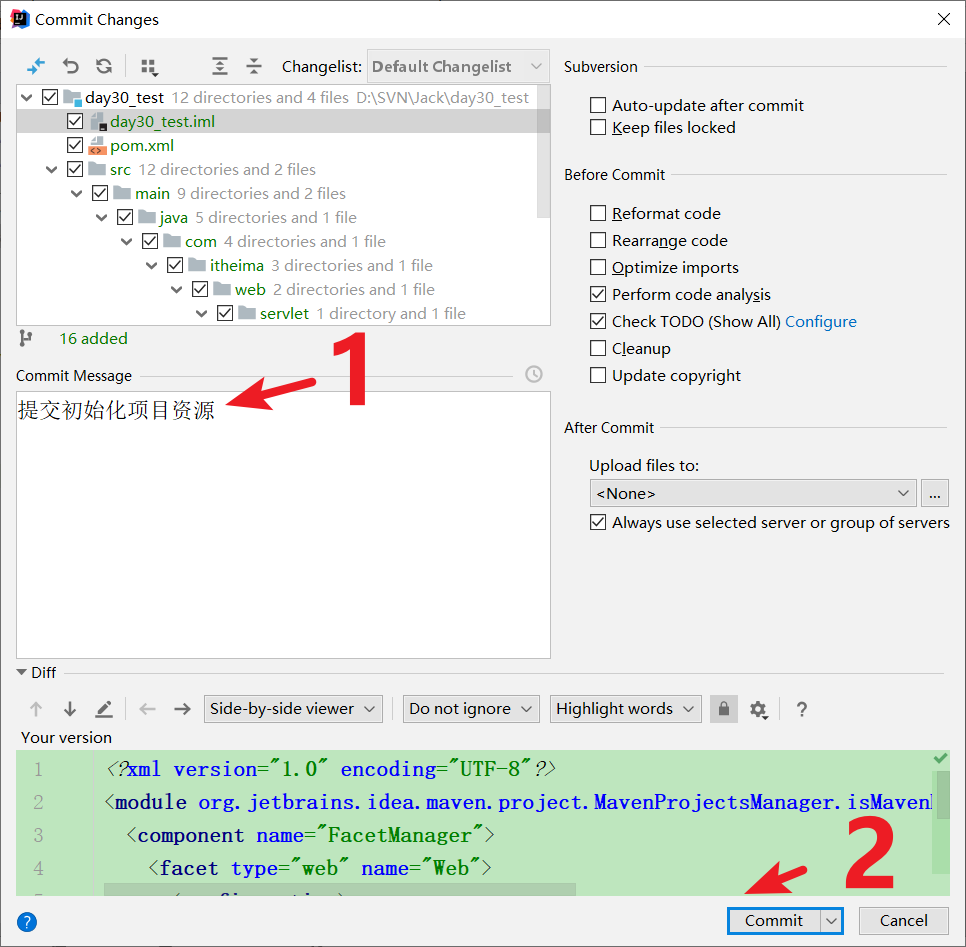 Commit Changes
Changelist: Default Changelist
day30_test 12 directories and 4 files D:\SVN\Jack\day30_test
day30_test.iml
pom.xml
src 12 directories and 2 files
main 9 directories and 2 files
java 5 directories and 1 file
com 4 directories and 1 file
itheima 3 directories and 1 file
web 2 directories and 1 file
servlet 1 directory and 1 file
16 added
Commit Message
提交初始化项目资源
1
Subversion
Auto-update after commit
Keep files locked
Before Commit
Reformat code
Rearrange code
Optimize imports
Perform code analysis
Check TODO (Show All) Configure
Cleanup
Update copyright
After Commit
Upload files to:
<None>
...
Always use selected server or group of servers
Diff
Side-by-side viewer Do not ignore Highlight words ?
Your version
1 <?xml version="1.0" encoding="UTF-8"?>
2 <module org.jetbrains.idea.maven.project.MavenProjectsManager.isMaven
3 <component name="FacetManager">
4 <facet type="web" name="Web">
2
? Commit Cancel